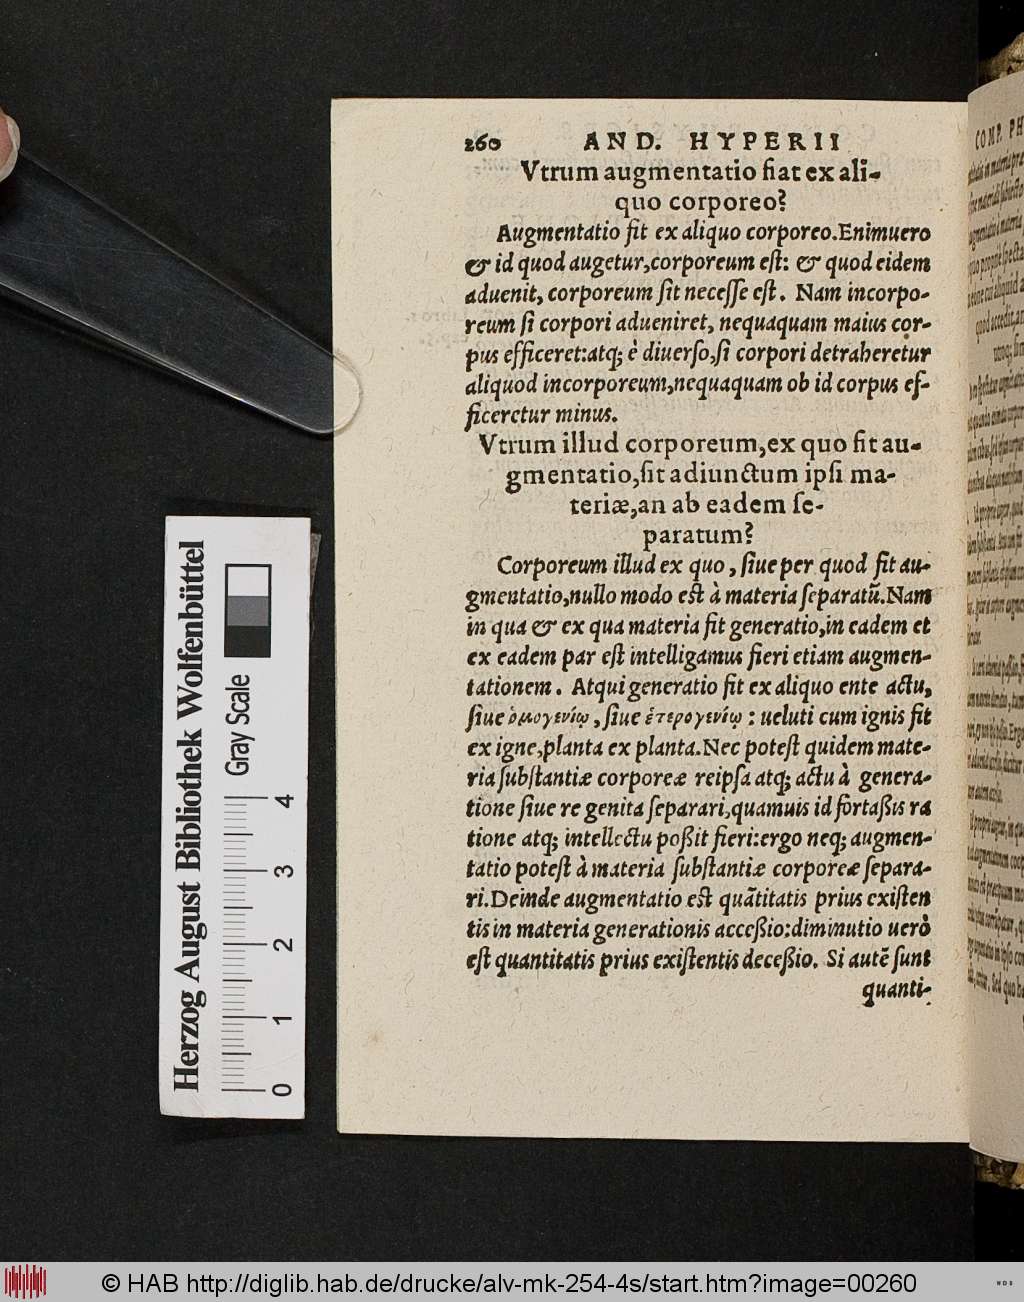 260 AND. HYPERII
Vtrum augmentatio fiat ex ali-
quo corporeo?
Augmentatio fit ex aliquo corporeo. Enimuero
& id quod augetur, corporeum est: & quod eidem
aduenit, corporeum sit necesse est. Nam incorpo-
reum si corpori adueniret, nequaquam maius cor-
pus efficeret: atq; è diuerso, si corpori detraheretur
aliquod incorporeum, nequaquam ob id corpus ef-
ficeretur minus.
Vtrum illud corporeum, ex quo fit au-
gmentatio, sit adiunctum ipsi ma-
teriæ, an ab eadem se-
paratum?
Corporeum illud ex quo, siue per quod fit au-
gmentatio, nullo modo est à materia separatũ. Nam
in qua & ex qua materia fit generatio, in eadem et
ex eadem par est intelligamus fieri etiam augmen-
tationem. Atqui generatio fit ex aliquo ente actu,
siue ὁμογενίῳ, siue ἑτερογενίῳ: ueluti cum ignis fit
ex igne, planta ex planta. Nec potest quidem mate-
ria substantiæ corporeæ reipsa atq; actu à genera-
tione siue re genita separari, quamuis id fortaßis ra
tione atq; intellectu poßit fieri: ergo neq; augmen-
tatio potest à materia substantiæ corporeæ separa-
ri. Deinde augmentatio est quãtitatis prius existen
tis in materia generationis acceßio: diminutio uerò
est quantitatis prius existentis deceßio. Si autẽ sunt
quanti-
COMP. PH
Herzog August Bibliothek Wolfenbüttel
Gray Scale
0 1 2 3 4
© HAB http://diglib.hab.de/drucke/alv-mk-254-4s/start.htm?image=00260